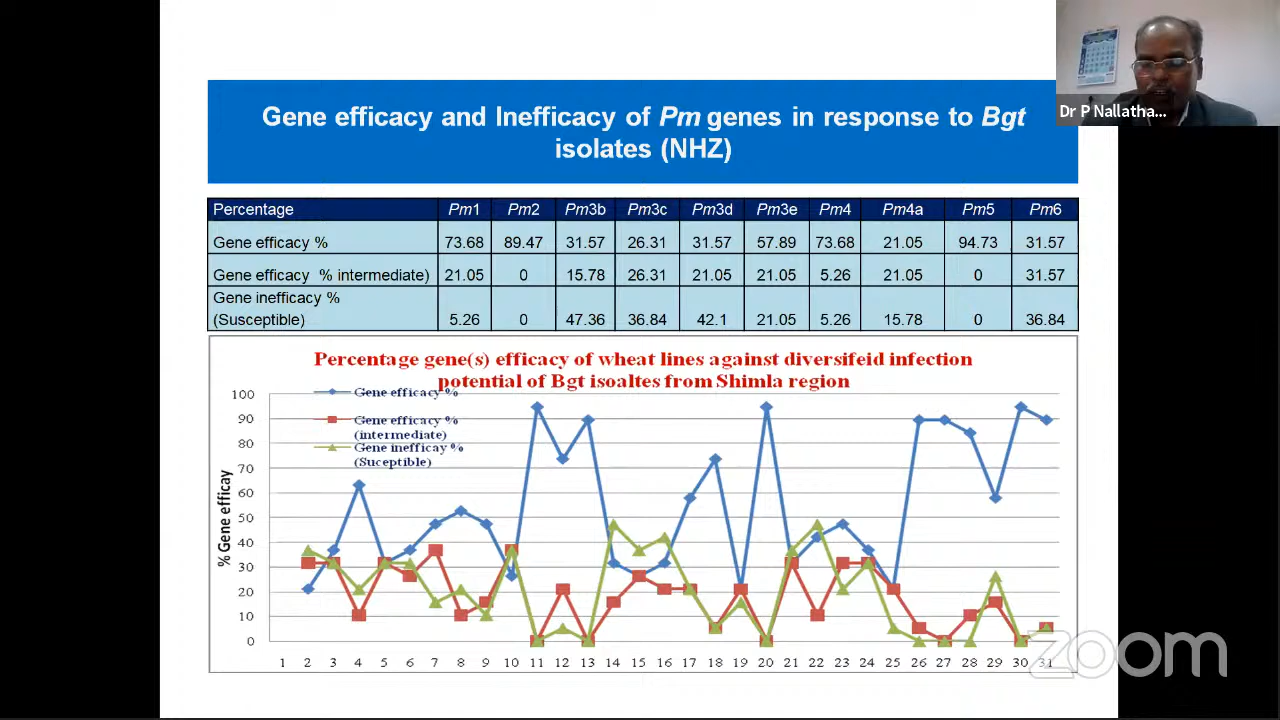 Gene efficacy and Inefficacy of Pm genes in response to Bgt
isolates (NHZ)
Dr P Nallatha...
Percentage Pm1 Pm2 Pm3b Pm3c Pm3d Pm3e Pm4 Pm4a Pm5 Pm6
Gene efficacy % 73.68 89.47 31.57 26.31 31.57 57.89 73.68 21.05 94.73 31.57
Gene efficacy % intermediate) 21.05 0 15.78 26.31 21.05 21.05 5.26 21.05 0 31.57
Gene inefficacy %
(Susceptible) 5.26 0 47.36 36.84 42.1 21.05 5.26 15.78 0 36.84
Percentage gene(s) efficacy of wheat lines against diversifeid infection
potential of Bgt isoaltes from Shimla region
Gene efficacy %
Gene efficacy %
(intermediate)
Gene inefficay %
(Suceptible)
% Gene efficay
100
90
80
70
60
50
40
30
20
10
0
1 2 3 4 5 6 7 8 9 10 11 12 13 14 15 16 17 18 19 20 21 22 23 24 25 26 27 28 29 30 31
zoom